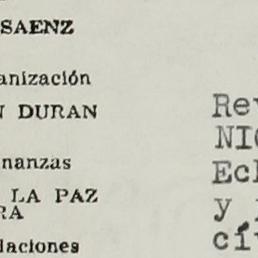 SAENZ
anización
N DURAN
nanzas
LA PAZ
RA
laciones
Rev
NIC
Ecl
y
cí